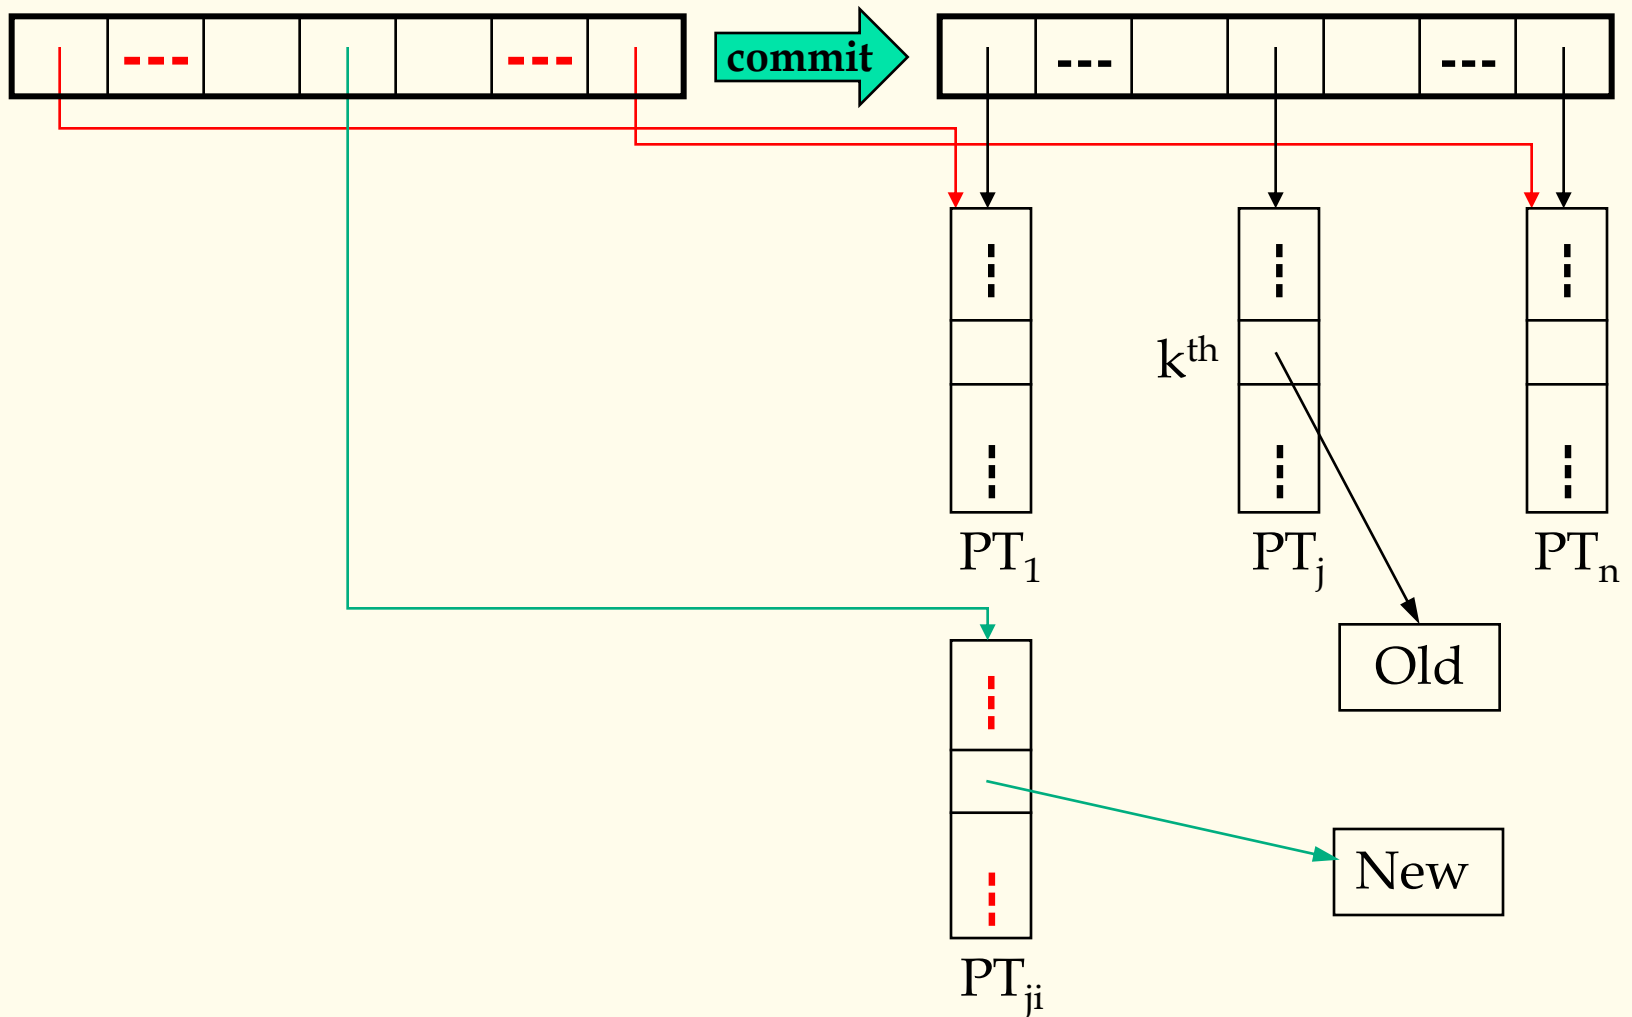 commit
kᵗʰ
PT₁
PTⱼ
PTₙ
Old
New
PTⱼᵢ